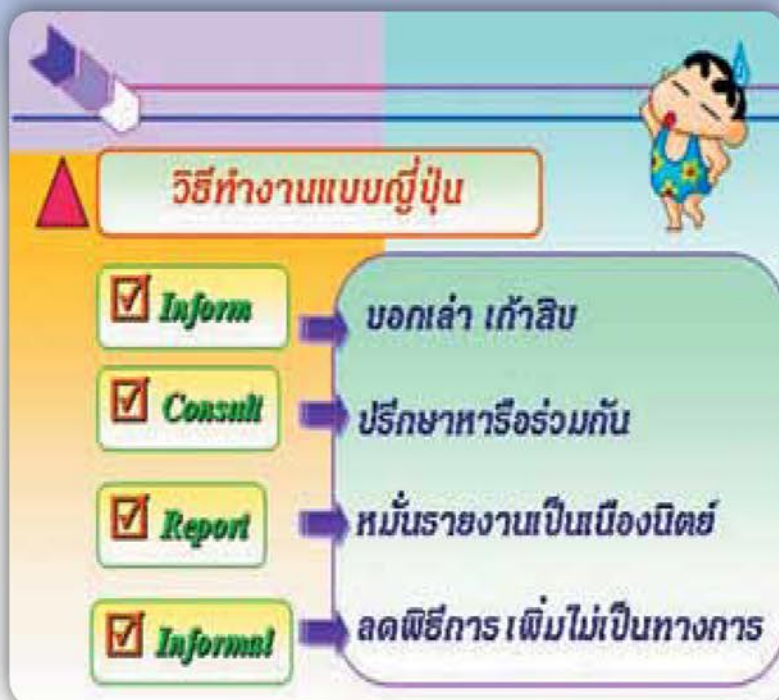 วิธีทำงานแบบญี่ปุ่น
Inform
บอกเล่า เก้าสิบ
Consult
ปรึกษาหารือร่วมกัน
Report
หมั่นรายงานเป็นเนืองนิตย์
Informal
ลดพิธีการ เพิ่มไม่เป็นทางการ